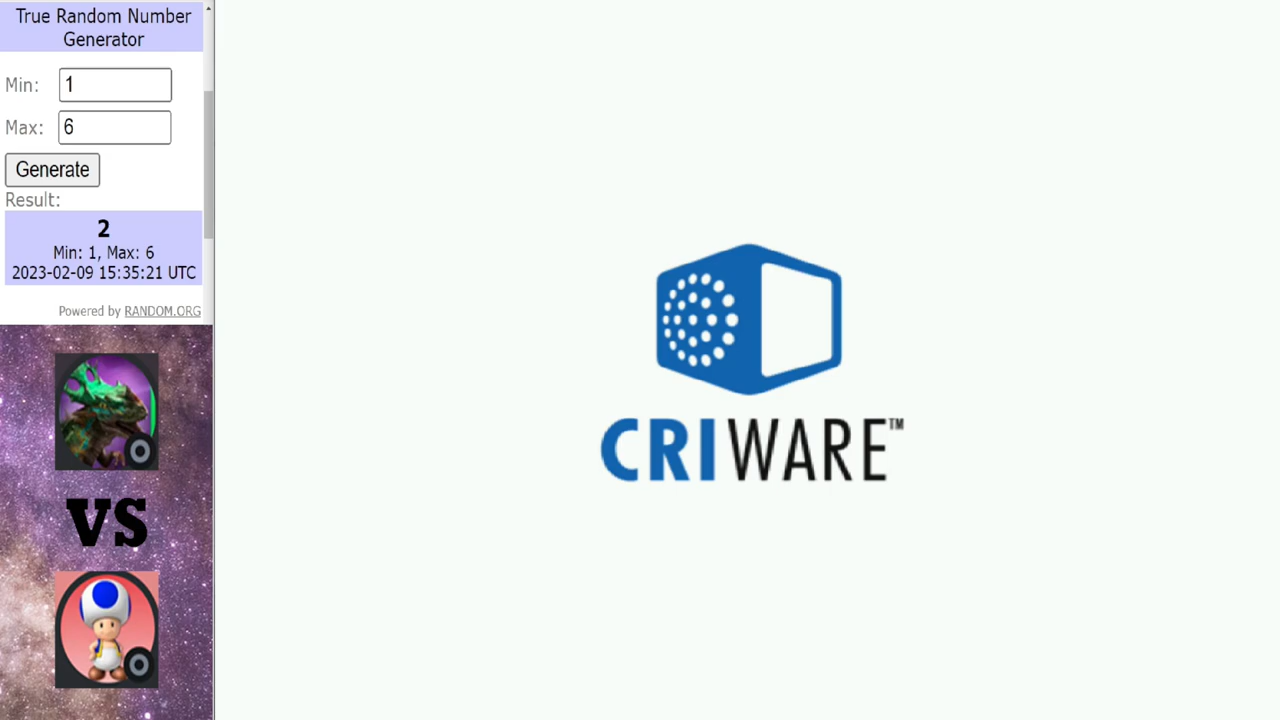 True Random Number
Generator
Min: 1
Max: 6
Generate
Result:
2
Min: 1, Max: 6
2023-02-09 15:35:21 UTC
Powered by RANDOM.ORG
VS
CRIWARE™